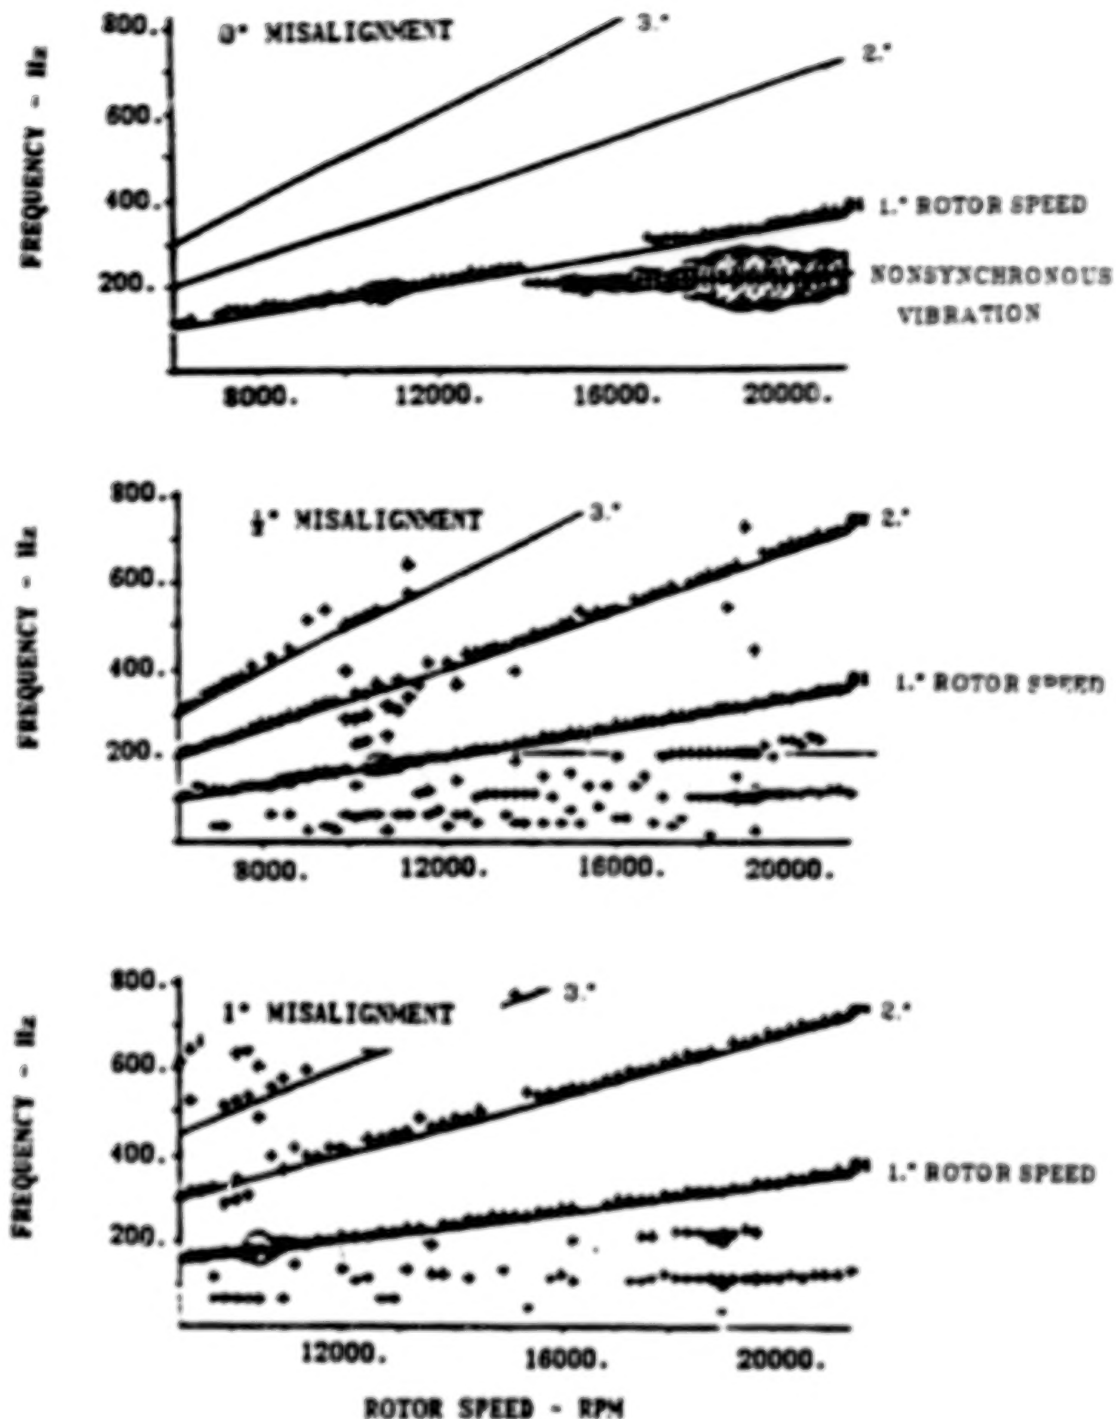 0° MISALIGNMENT
FREQUENCY - Hz
800.
600.
400.
200.
3.*
2.*
1.* ROTOR SPEED
NONSYNCHRONOUS
VIBRATION
8000. 12000. 16000. 20000.
½° MISALIGNMENT
FREQUENCY - Hz
800.
600.
400.
200.
3.*
2.*
1.* ROTOR SPEED
8000. 12000. 16000. 20000.
1° MISALIGNMENT
FREQUENCY - Hz
800.
600.
400.
200.
3.*
2.*
1.* ROTOR SPEED
12000. 16000. 20000.
ROTOR SPEED - RPM